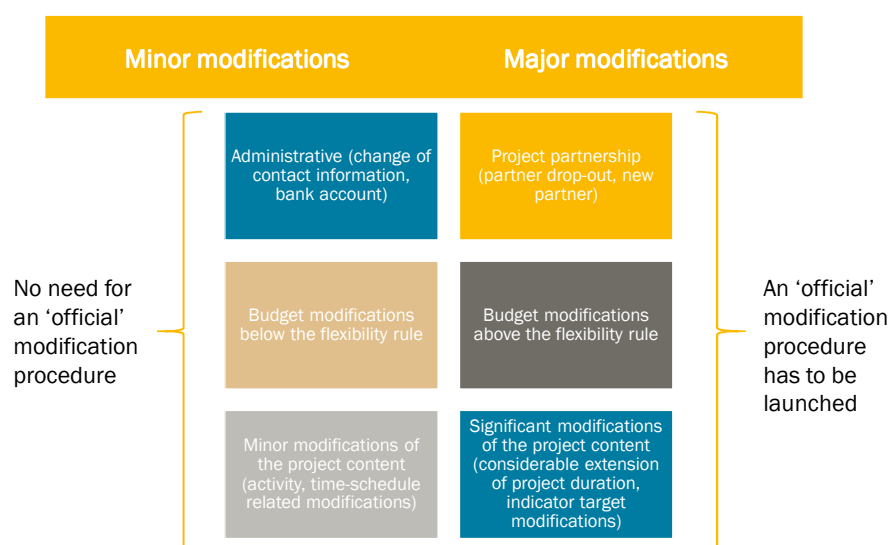 Minor modifications
Major modifications
Administrative (change of
contact information,
bank account)
Project partnership
(partner drop-out, new
partner)
No need for
an ‘official’
modification
procedure
Budget modifications
below the flexibility rule
Budget modifications
above the flexibility rule
An ‘official’
modification
procedure
has to be
launched
Minor modifications of
the project content
(activity, time-schedule
related modifications)
Significant modifications
of the project content
(considerable extension
of project duration,
indicator target
modifications)